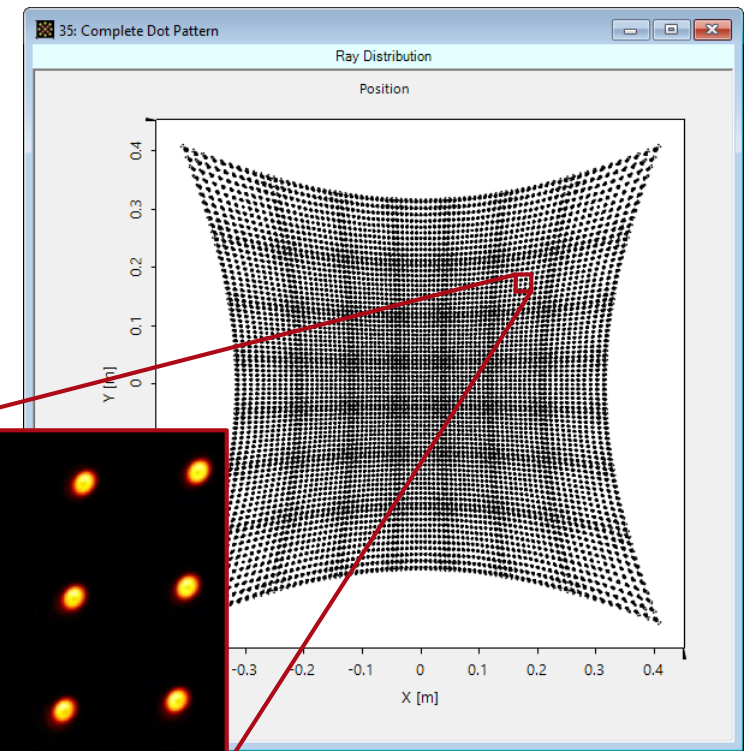 35: Complete Dot Pattern
Ray Distribution
Position
0.4
0.3
0.2
0.1
0
Y [m]
-0.3 -0.2 -0.1 0 0.1 0.2 0.3 0.4
X [m]